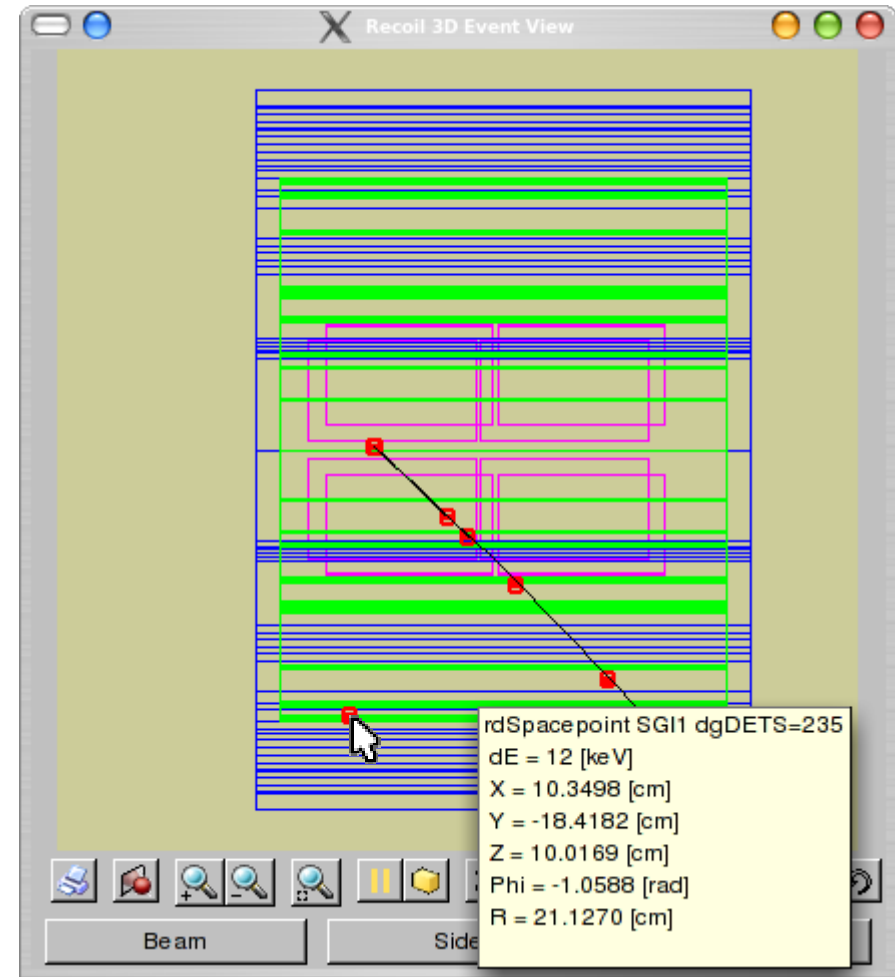 Recoil 3D Event View
rdSpacepoint SGI1 dgDETS=235
dE = 12 [keV]
X = 10.3498 [cm]
Y = -18.4182 [cm]
Z = 10.0169 [cm]
Phi = -1.0588 [rad]
R = 21.1270 [cm]
Beam
Side